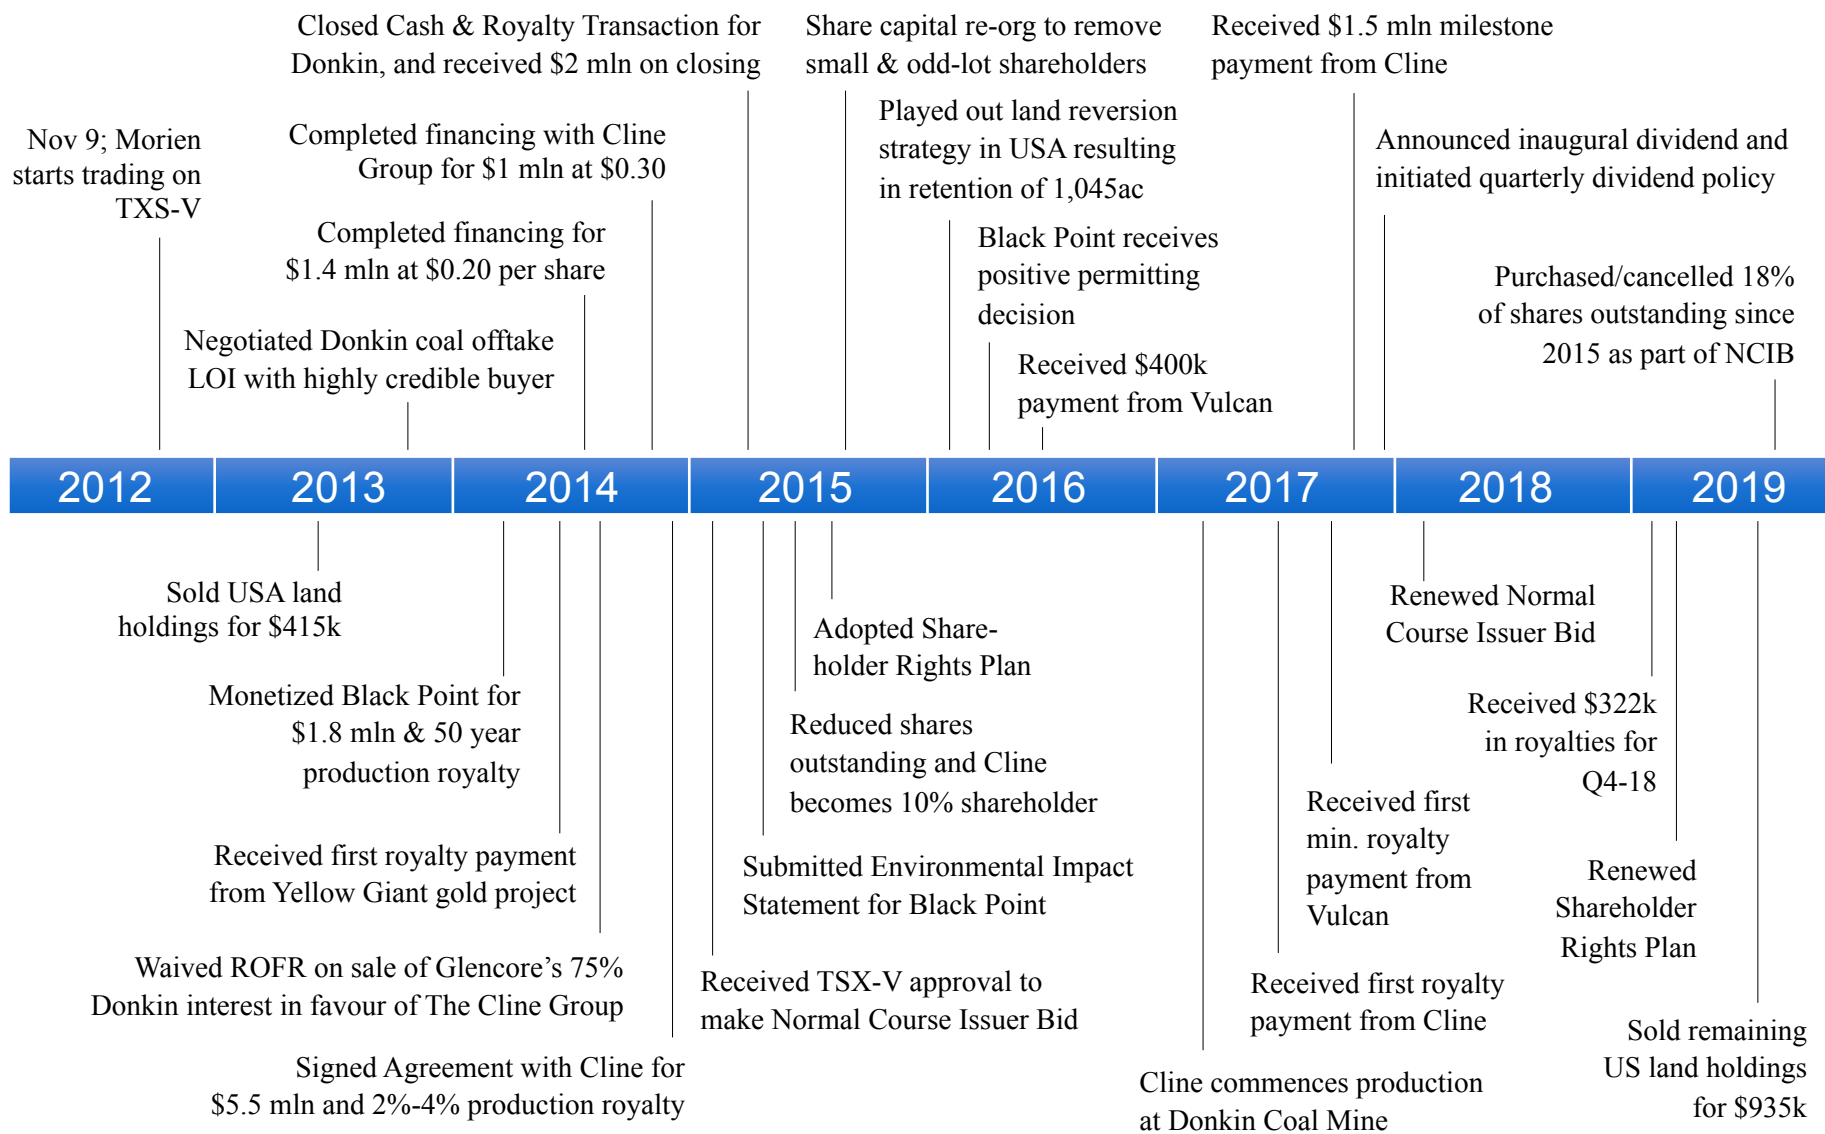 Closed Cash & Royalty Transaction for
Donkin, and received $2 mln on closing
Share capital re-org to remove
small & odd-lot shareholders
Received $1.5 mln milestone
payment from Cline
Nov 9; Morien
starts trading on
TXS-V
Completed financing with Cline
Group for $1 mln at $0.30
Played out land reversion
strategy in USA resulting
in retention of 1,045ac
Announced inaugural dividend and
initiated quarterly dividend policy
Completed financing for
$1.4 mln at $0.20 per share
Black Point receives
positive permitting
decision
Purchased/cancelled 18%
of shares outstanding since
2015 as part of NCIB
Negotiated Donkin coal offtake
LOI with highly credible buyer
Received $400k
payment from Vulcan
2012
2013
2014
2015
2016
2017
2018
2019
Sold USA land
holdings for $415k
Adopted Share-
holder Rights Plan
Renewed Normal
Course Issuer Bid
Monetized Black Point for
$1.8 mln & 50 year
production royalty
Reduced shares
outstanding and Cline
becomes 10% shareholder
Received $322k
in royalties for
Q4-18
Received first
min. royalty
payment from
Vulcan
Received first royalty payment
from Yellow Giant gold project
Submitted Environmental Impact
Statement for Black Point
Renewed
Shareholder
Rights Plan
Waived ROFR on sale of Glencore’s 75%
Donkin interest in favour of The Cline Group
Received TSX-V approval to
make Normal Course Issuer Bid
Received first royalty
payment from Cline
Sold remaining
US land holdings
for $935k
Signed Agreement with Cline for
$5.5 mln and 2%-4% production royalty
Cline commences production
at Donkin Coal Mine